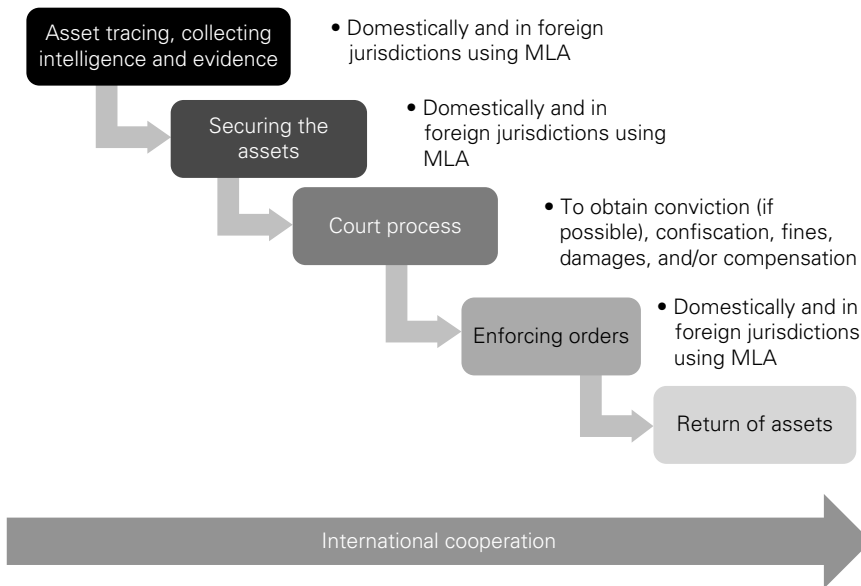 Asset tracing, collecting
intelligence and evidence
• Domestically and in foreign
jurisdictions using MLA
Securing the
assets
• Domestically and in
foreign jurisdictions using
MLA
Court process
• To obtain conviction (if
possible), confiscation, fines,
damages, and/or compensation
Enforcing orders
• Domestically and in
foreign jurisdictions
using MLA
Return of assets
International cooperation